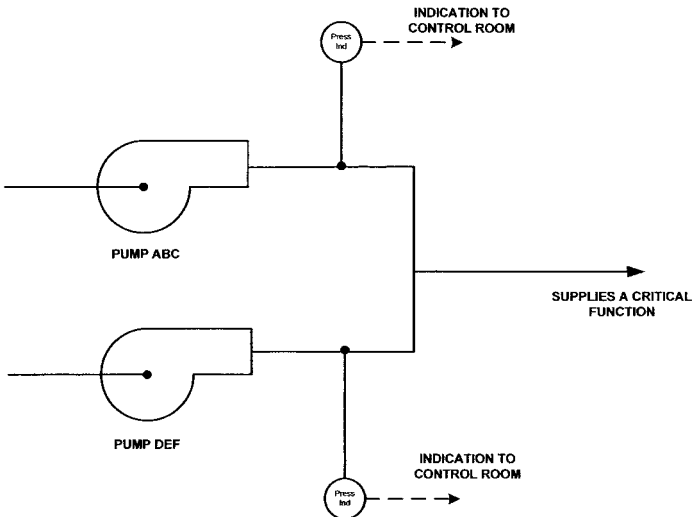 INDICATION TO
CONTROL ROOM
Press
Ind
PUMP ABC
SUPPLIES A CRITICAL
FUNCTION
PUMP DEF
INDICATION TO
CONTROL ROOM
Press
Ind